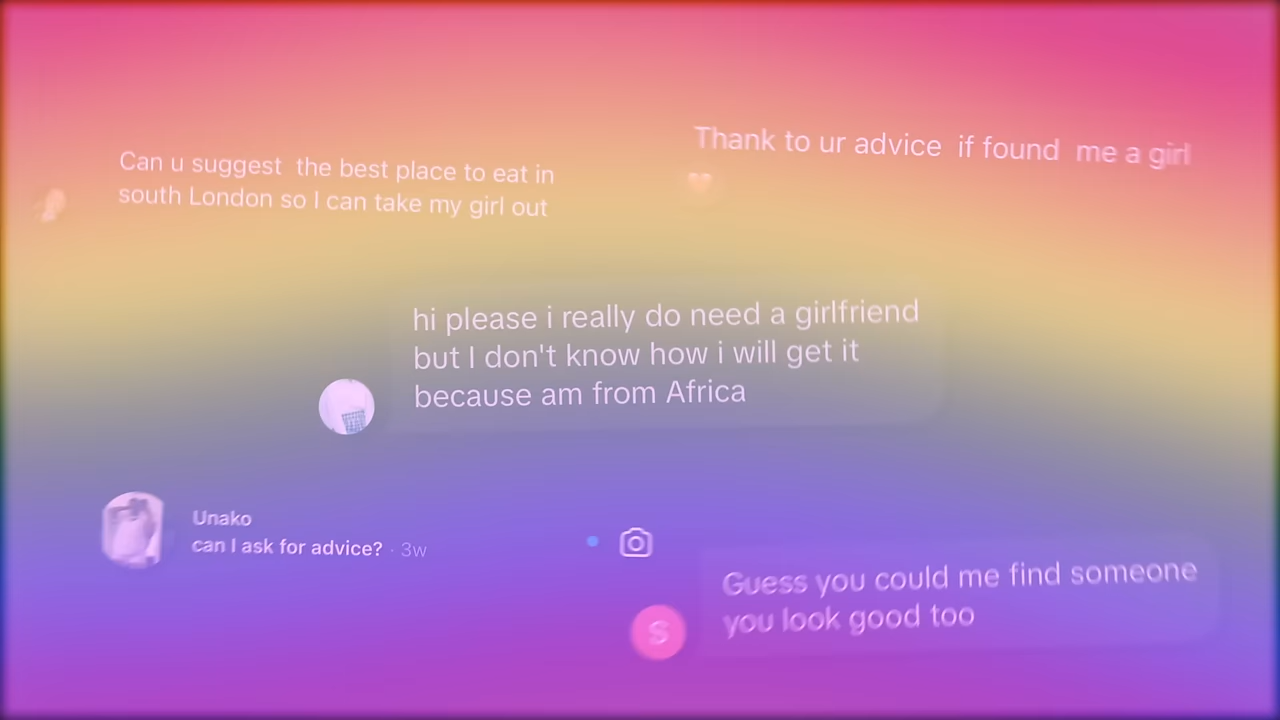 Can u suggest the best place to eat in
south London so I can take my girl out
Thank to ur advice if found me a girl
hi please i really do need a girlfriend
but I don't know how i will get it
because am from Africa
Unako
can I ask for advice? · 3w
Guess you could me find someone
you look good too
S